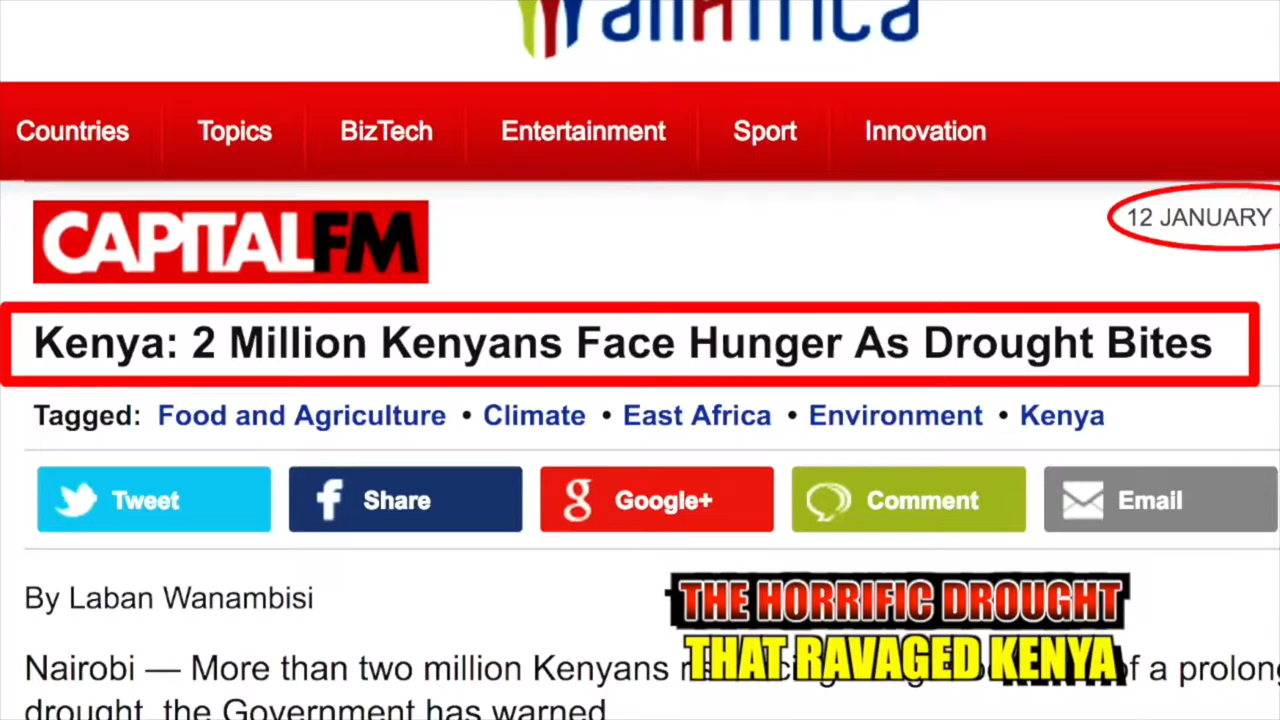 allAfrica
Countries Topics BizTech Entertainment Sport Innovation
CAPITALFM
12 JANUARY
Kenya: 2 Million Kenyans Face Hunger As Drought Bites
Tagged: Food and Agriculture • Climate • East Africa • Environment • Kenya
Tweet Share Google+ Comment Email
By Laban Wanambisi
THE HORRIFIC DROUGHT
THAT RAVAGED KENYA
Nairobi — More than two million Kenyans of a
drought, the Government has warned